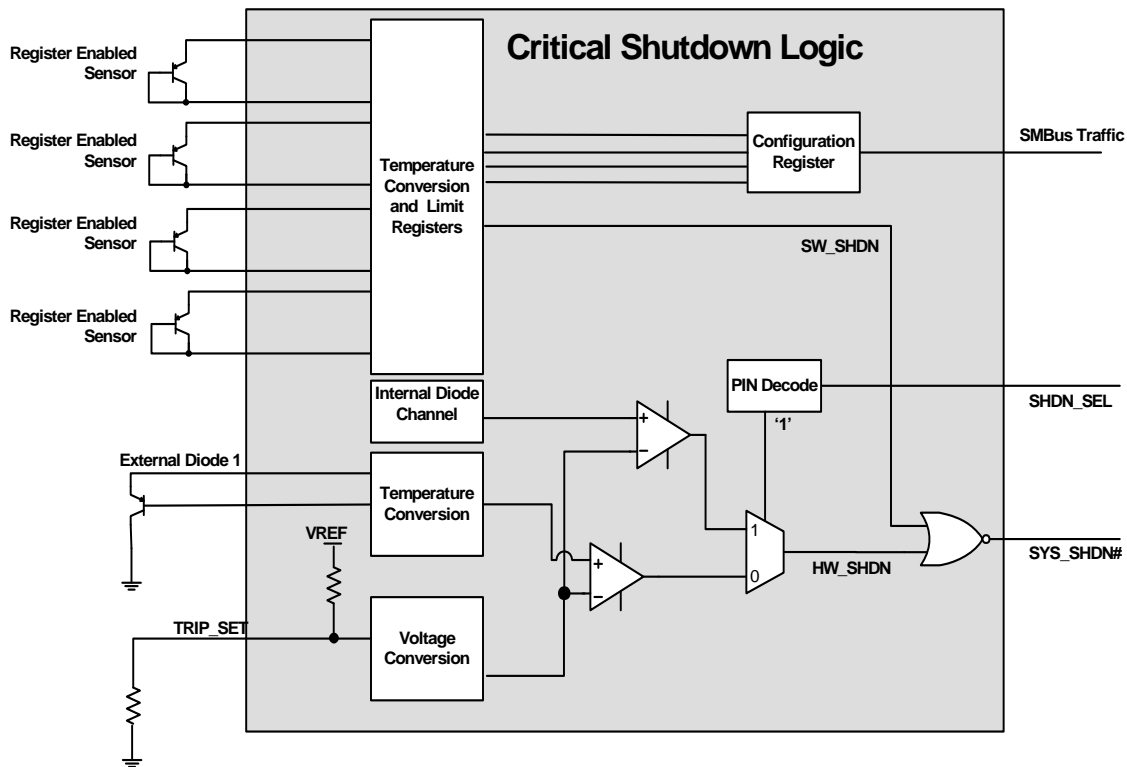 Critical Shutdown Logic
Register Enabled
Sensor
Register Enabled
Sensor
Register Enabled
Sensor
Register Enabled
Sensor
Temperature
Conversion
and Limit
Registers
Configuration
Register
SMBus Traffic
SW_SHDN
PIN Decode
SHDN_SEL
'1'
Internal Diode
Channel
+
−
External Diode 1
Temperature
Conversion
VREF
+
−
1
0
HW_SHDN
SYS_SHDN#
TRIP_SET
Voltage
Conversion